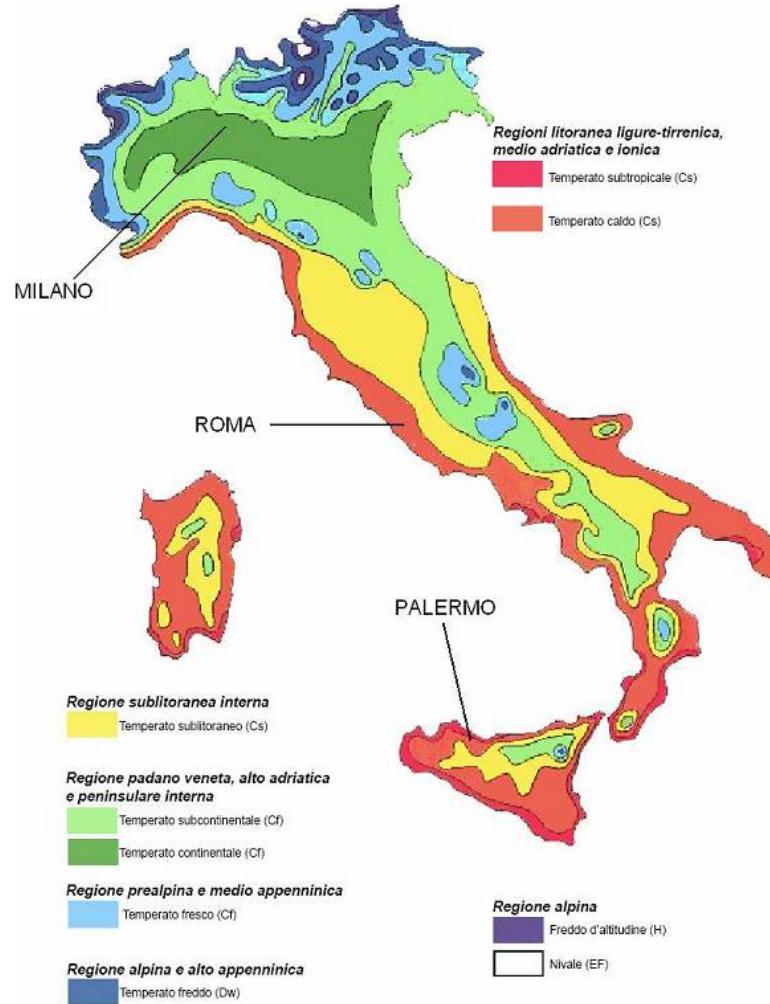 Regioni litoranea ligure-tirrenica,
medio adriatica e ionica
Temperato subtropicale (Cs)
Temperato caldo (Cs)
MILANO
ROMA
PALERMO
Regione sublitoranea interna
Temperato sublitoraneo (Cs)
Regione padano veneta, alto adriatica
e peninsulare interna
Temperato subcontinentale (Cf)
Temperato continentale (Cf)
Regione prealpina e medio appenninica
Temperato fresco (Cf)
Regione alpina e alto appenninica
Temperato freddo (Dw)
Regione alpina
Freddo d'altitudine (H)
Nivale (EF)